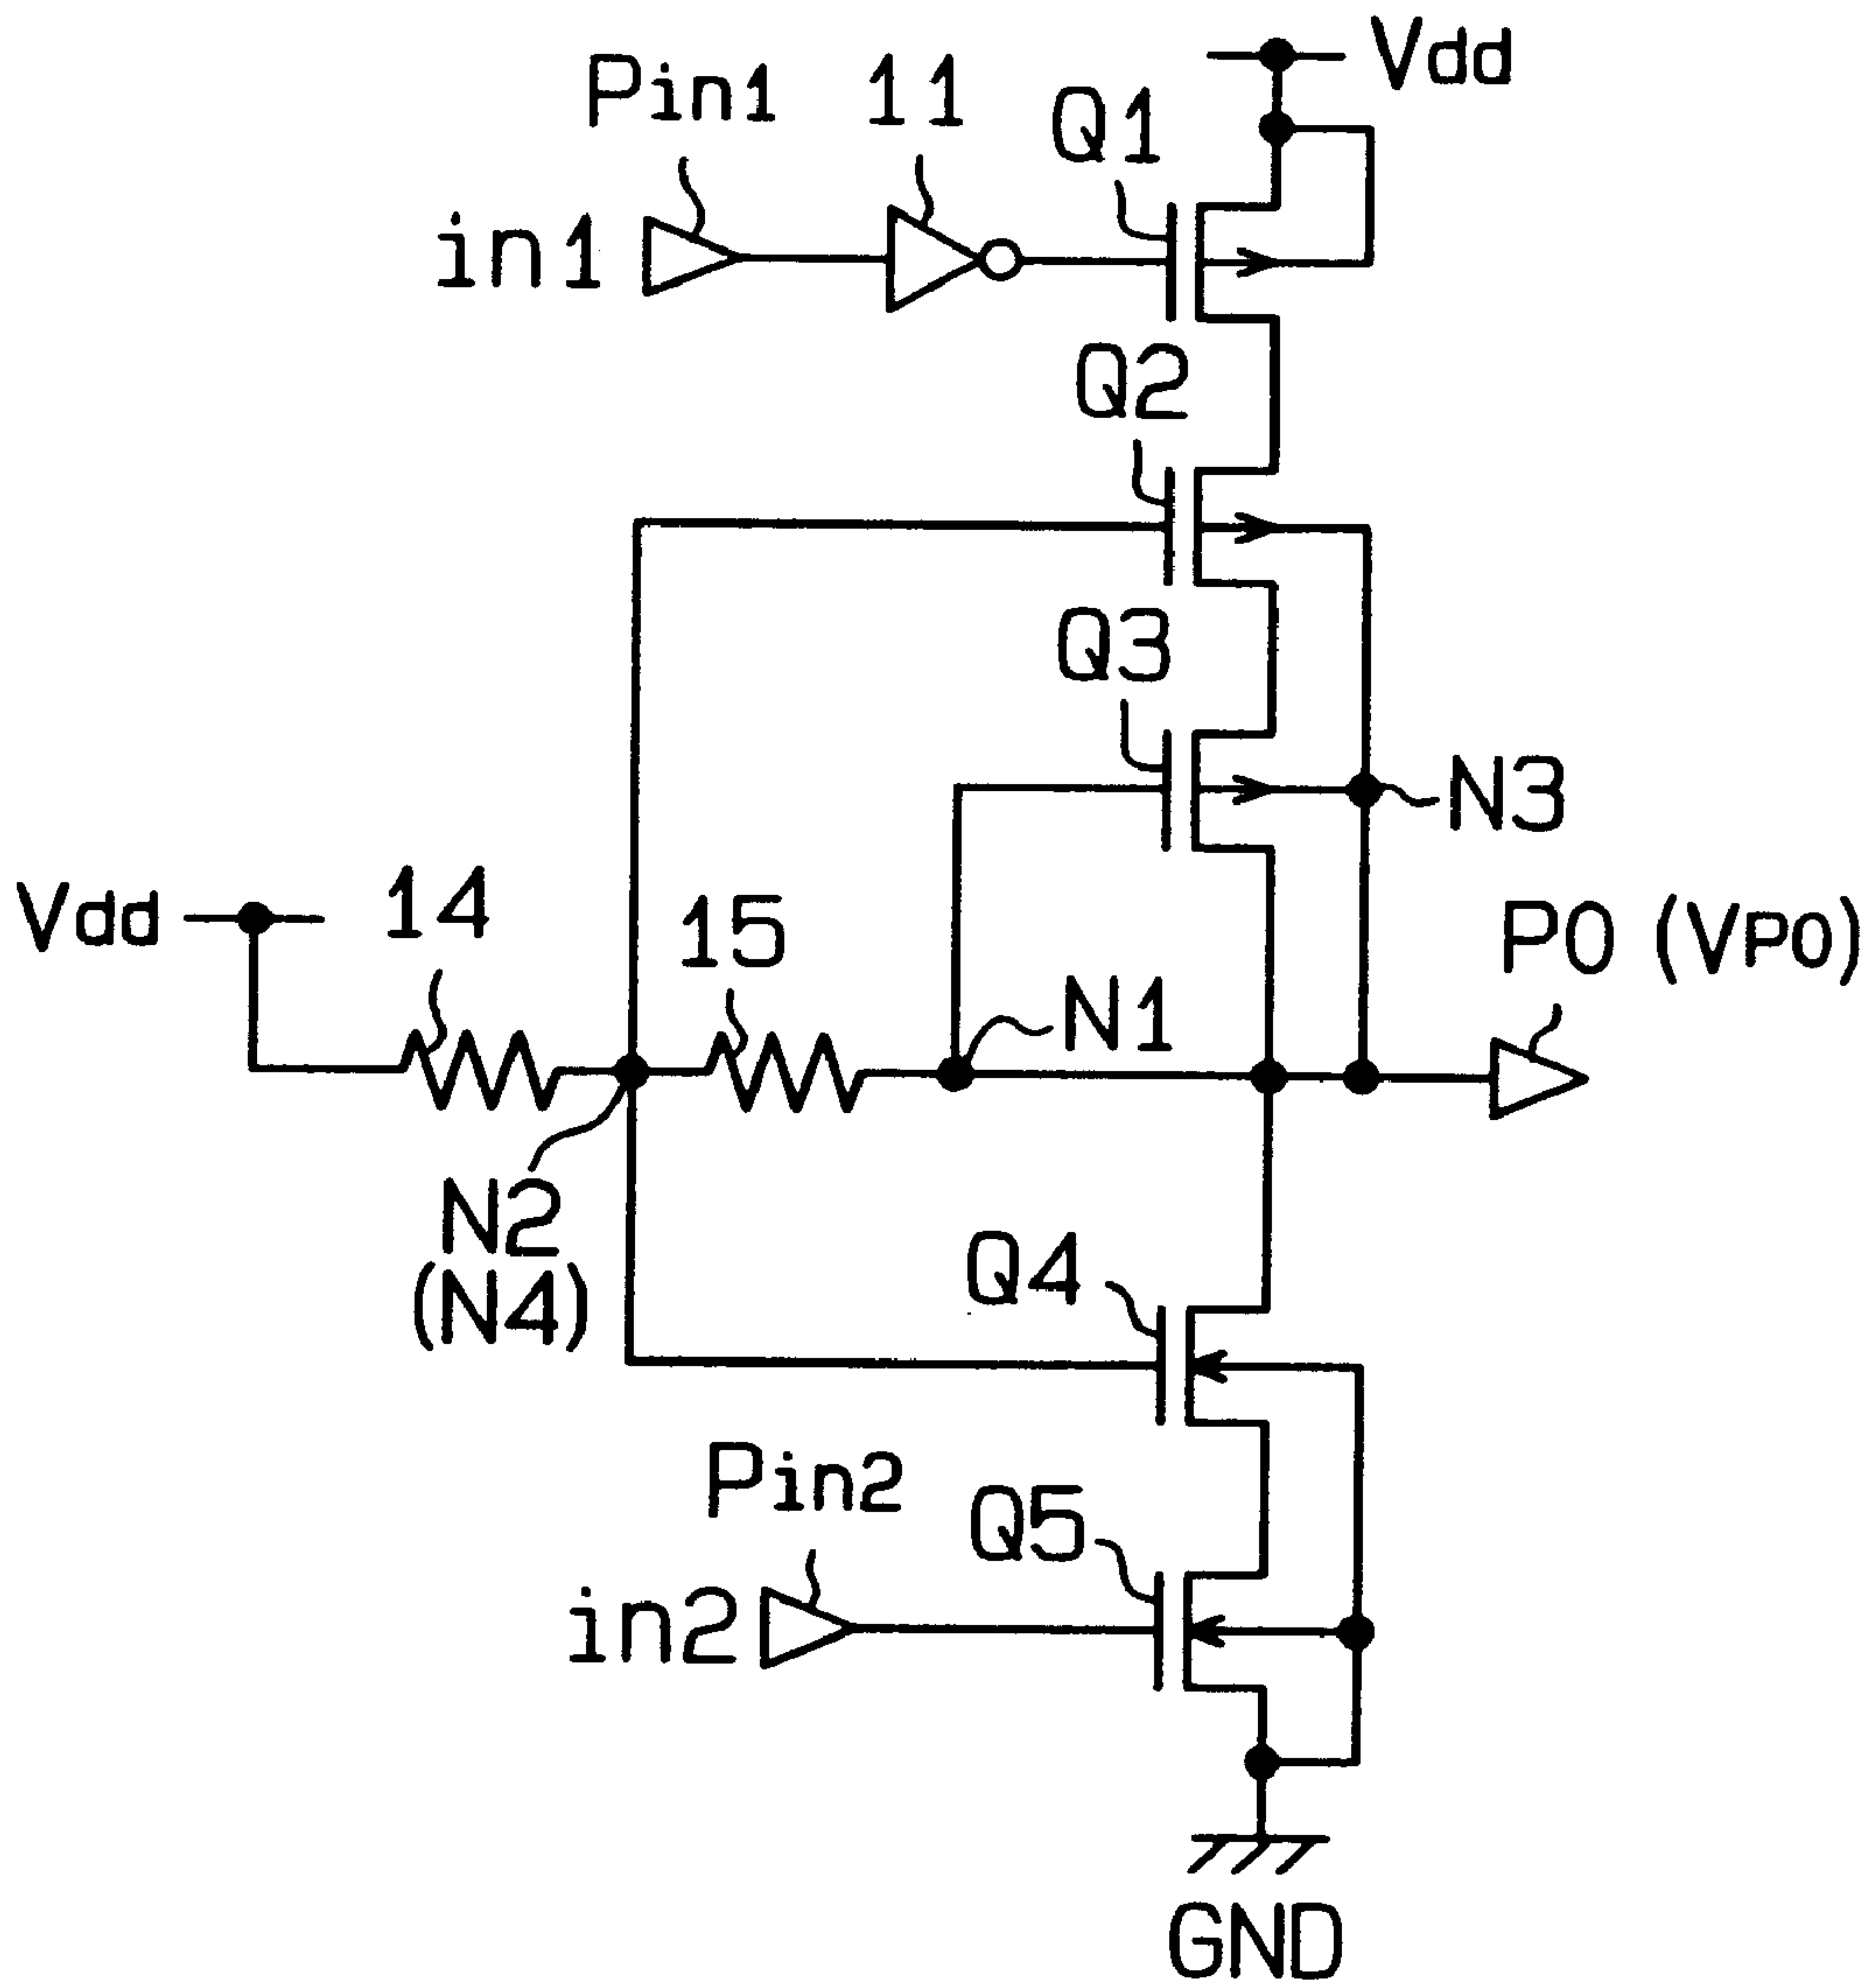 Vdd
Pin1
11
Q1
in1
Q2
Q3
N3
Vdd
14
15
P0 (VP0)
N1
N2
(N4)
Q4
Pin2
Q5
in2
GND